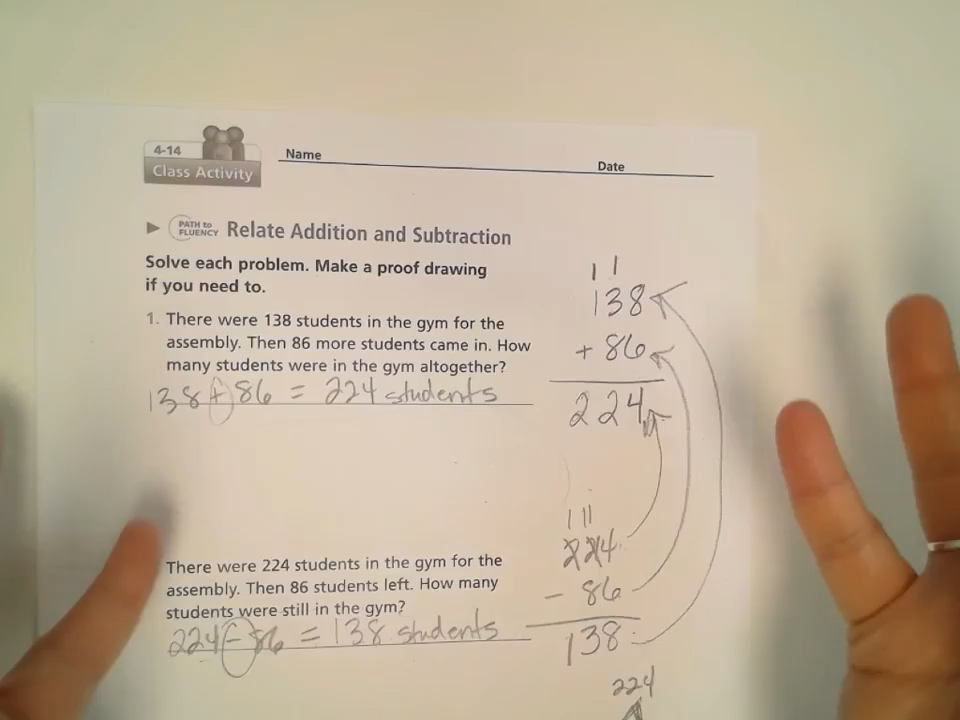 4-14
Class Activity
Name
Date
PATH to
FLUENCY
Relate Addition and Subtraction
Solve each problem. Make a proof drawing
if you need to.
1. There were 138 students in the gym for the
assembly. Then 86 more students came in. How
many students were in the gym altogether?
138 + 86 = 224 students
1 1
138
+ 86
224
There were 224 students in the gym for the
assembly. Then 86 students left. How many
students were still in the gym?
224 - 86 = 138 students
1 11
224
- 86
138
224